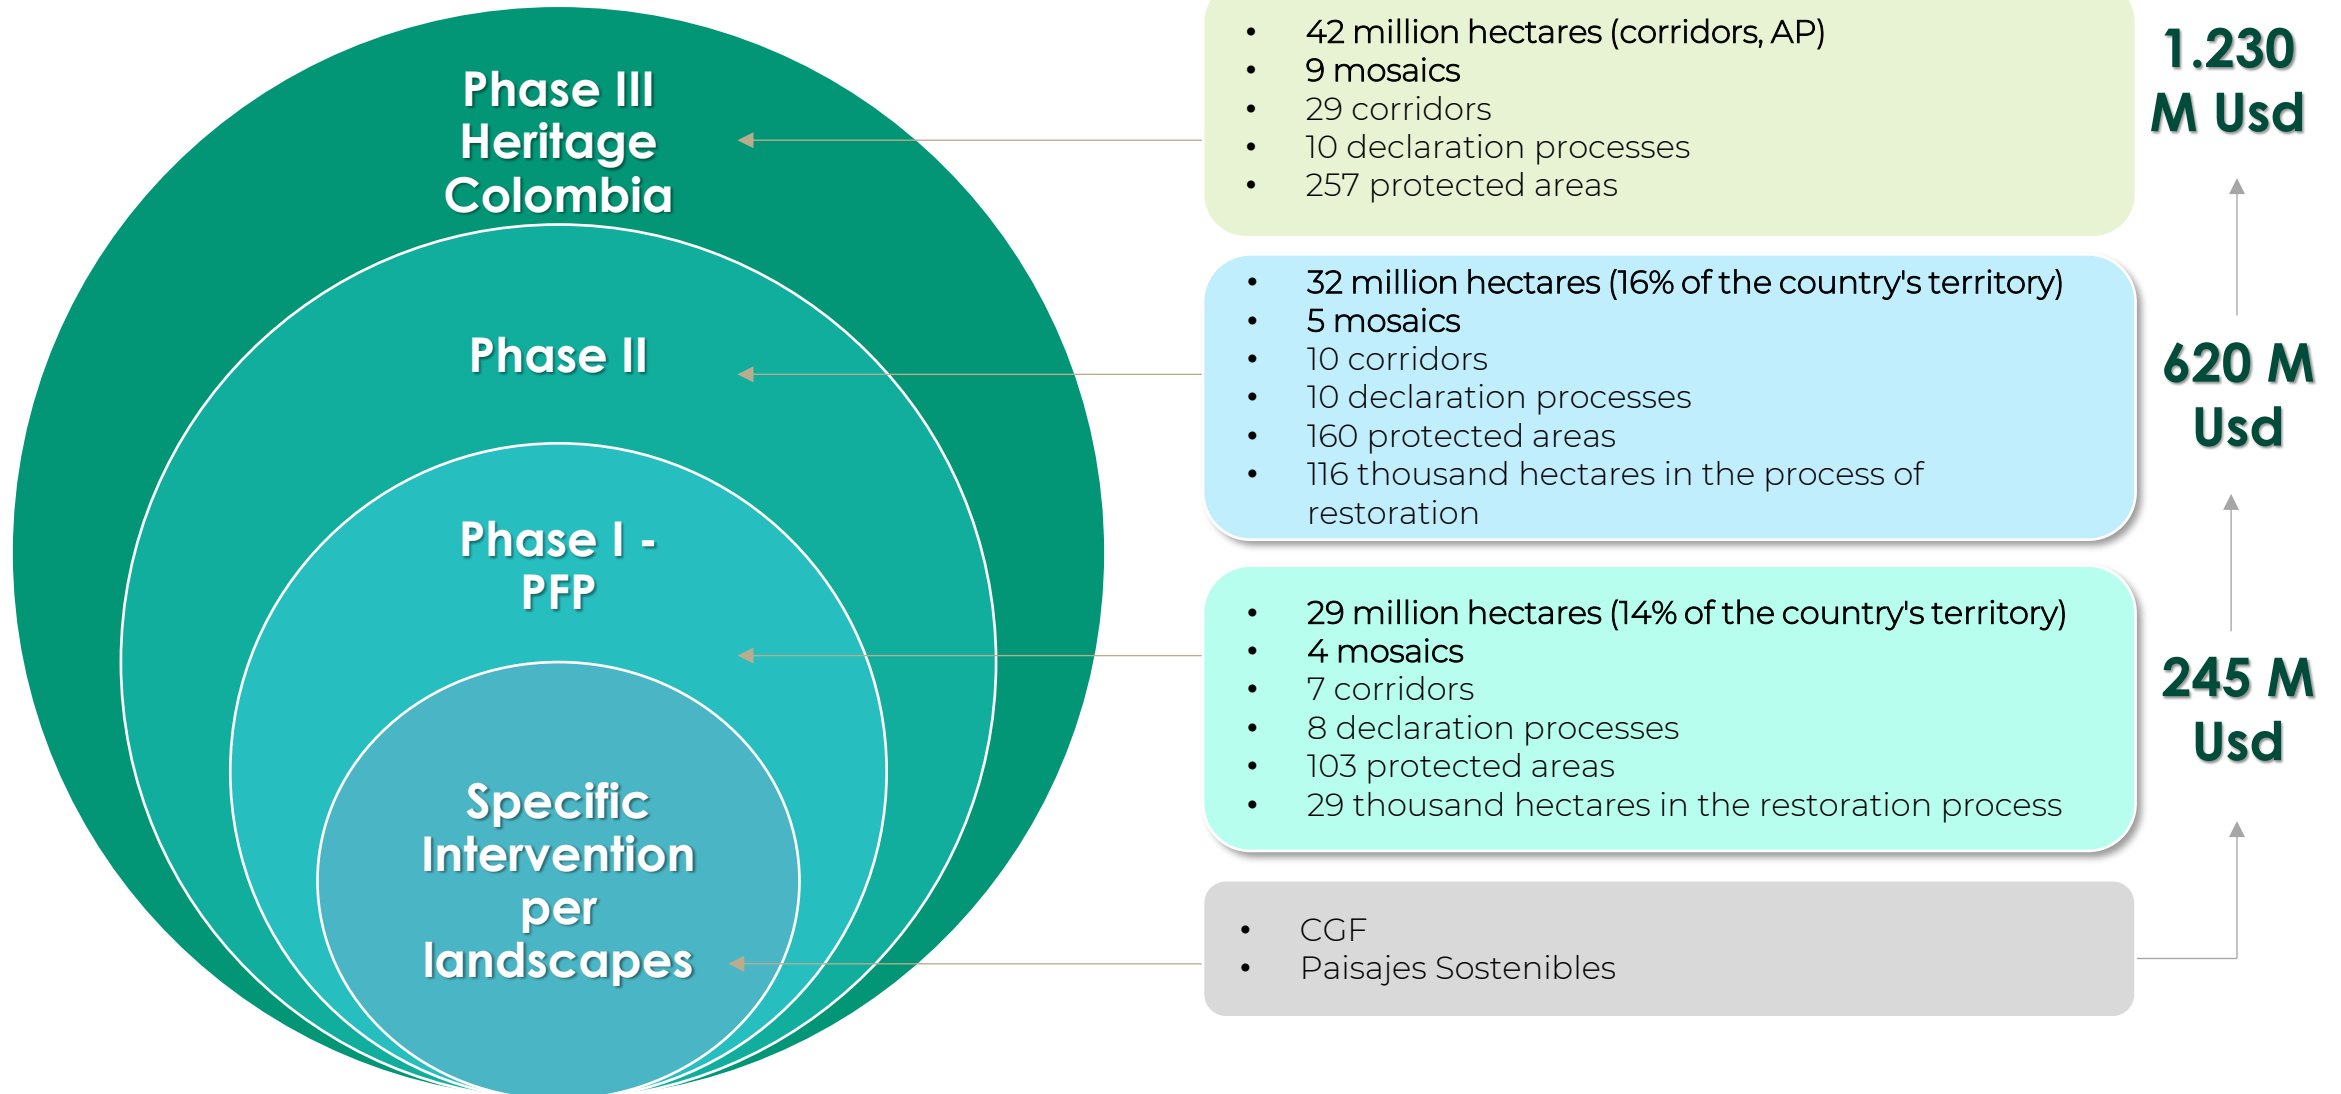 Phase III
Heritage
Colombia
• 42 million hectares (corridors, AP)
• 9 mosaics
• 29 corridors
• 10 declaration processes
• 257 protected areas
1.230
M Usd
Phase II
• 32 million hectares (16% of the country's territory)
• 5 mosaics
• 10 corridors
• 10 declaration processes
• 160 protected areas
• 116 thousand hectares in the process of
restoration
620 M
Usd
Phase I -
PFP
• 29 million hectares (14% of the country's territory)
• 4 mosaics
• 7 corridors
• 8 declaration processes
• 103 protected areas
• 29 thousand hectares in the restoration process
245 M
Usd
Specific
Intervention
per
landscapes
• CGF
• Paisajes Sostenibles